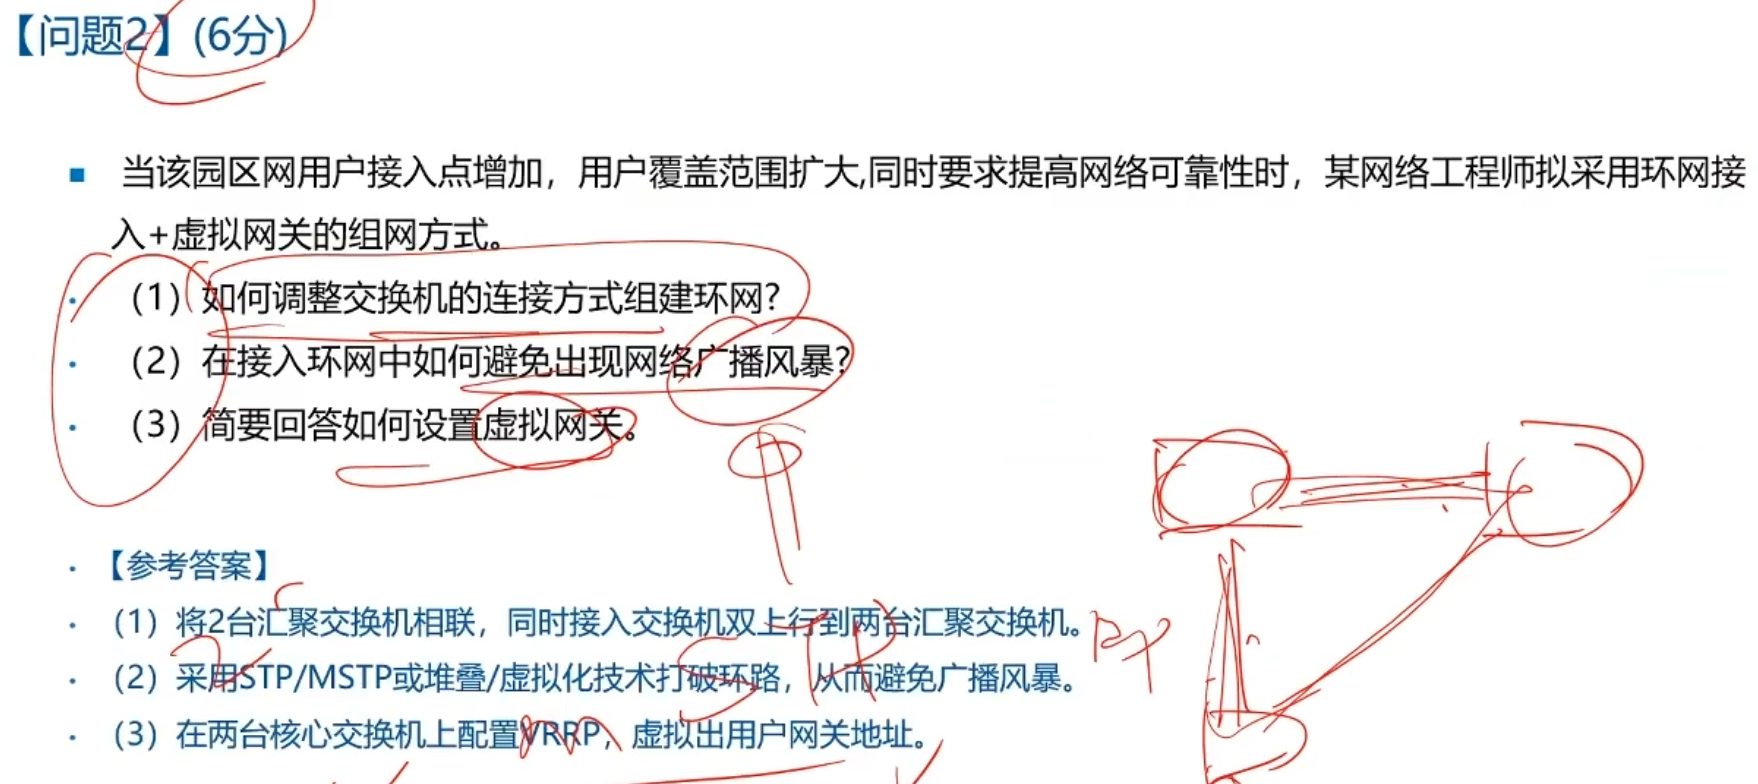 【问题2】(6分)
当该园区网用户接入点增加，用户覆盖范围扩大,同时要求提高网络可靠性时，某网络工程师拟采用环网接
入+虚拟网关的组网方式。
（1）如何调整交换机的连接方式组建环网?
（2）在接入环网中如何避免出现网络广播风暴?
（3）简要回答如何设置虚拟网关。
【参考答案】
（1）将2台汇聚交换机相联，同时接入交换机双上行到两台汇聚交换机。
（2）采用STP/MSTP或堆叠/虚拟化技术打破环路，从而避免广播风暴。
（3）在两台核心交换机上配置VRRP，虚拟出用户网关地址。